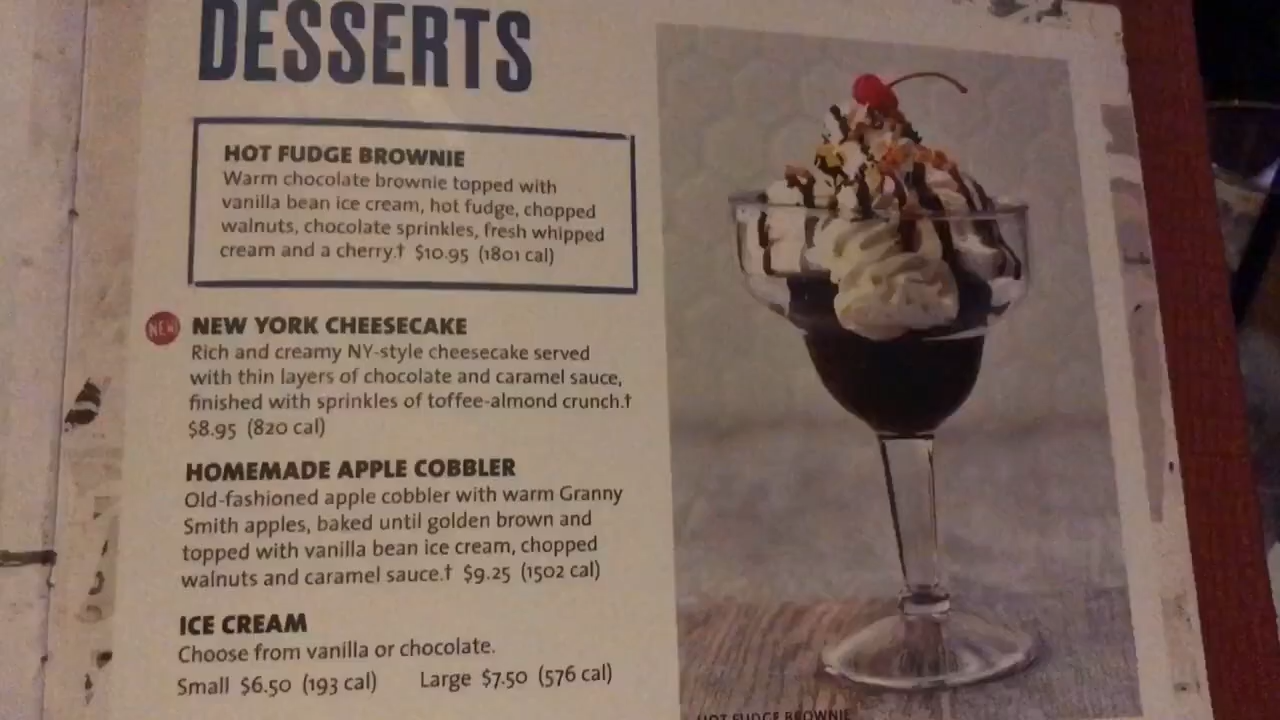 DESSERTS
HOT FUDGE BROWNIE
Warm chocolate brownie topped with
vanilla bean ice cream, hot fudge, chopped
walnuts, chocolate sprinkles, fresh whipped
cream and a cherry.† $10.95 (1801 cal)
NEW NEW YORK CHEESECAKE
Rich and creamy NY-style cheesecake served
with thin layers of chocolate and caramel sauce,
finished with sprinkles of toffee-almond crunch.†
$8.95 (820 cal)
HOMEMADE APPLE COBBLER
Old-fashioned apple cobbler with warm Granny
Smith apples, baked until golden brown and
topped with vanilla bean ice cream, chopped
walnuts and caramel sauce.† $9.25 (1502 cal)
ICE CREAM
Choose from vanilla or chocolate.
Small $6.50 (193 cal) Large $7.50 (576 cal)
HOT FUDGE BROWNIE